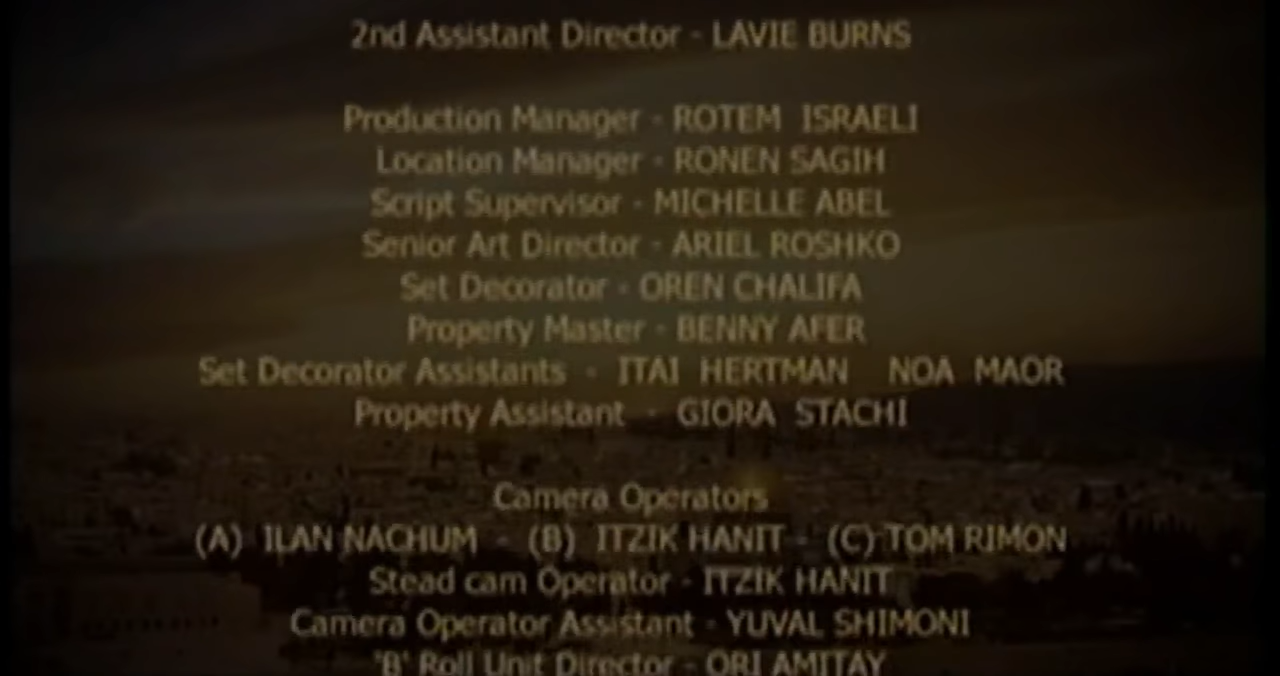 2nd Assistant Director - LAVIE BURNS
Production Manager - ROTEM ISRAELI
Location Manager - RONEN SAGIH
Script Supervisor - MICHELLE ABEL
Senior Art Director - ARIEL ROSHKO
Set Decorator - OREN CHALIFA
Property Master - BENNY AFER
Set Decorator Assistants - ITAI HERTMAN NOA MAOR
Property Assistant - GIORA STACHI
Camera Operators
(A) ILAN NACHUM - (B) ITZIK HANIT - (C) TOM RIMON
Stead cam Operator - ITZIK HANIT
Camera Operator Assistant - YUVAL SHIMONI
'B' Roll Unit Director - ORI AMITAY